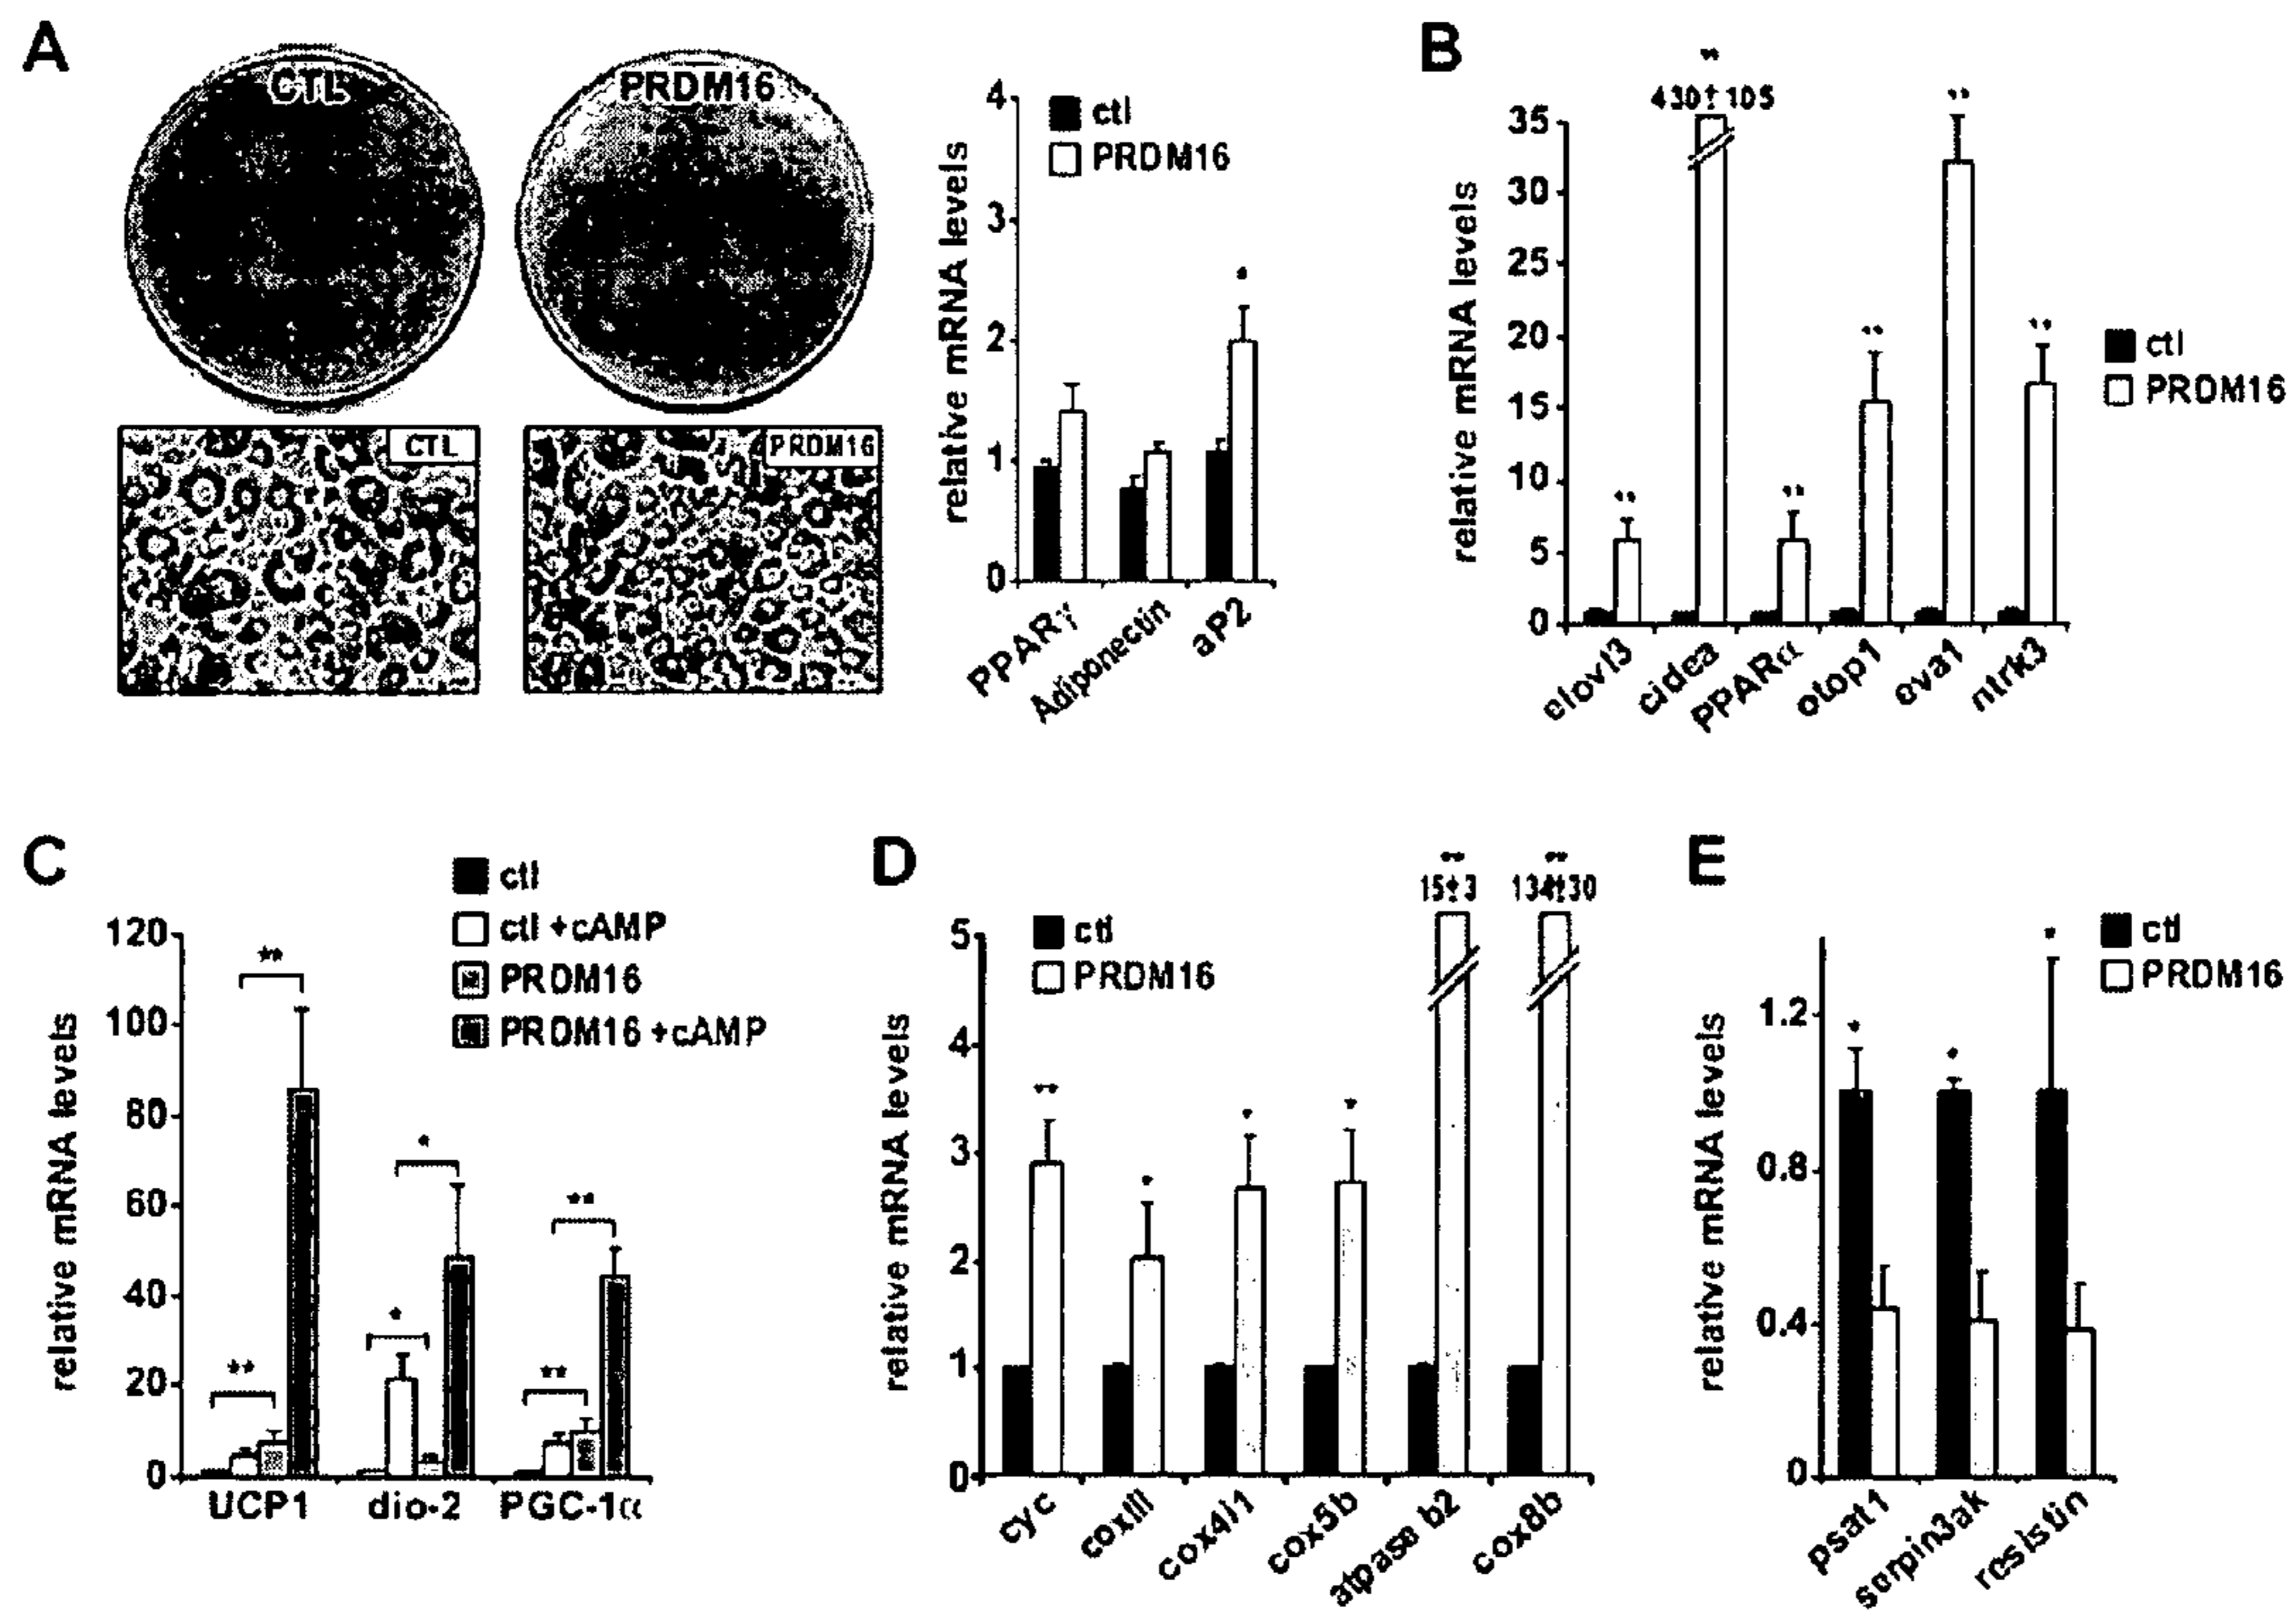 A
CTL
PRDM16
CTL
PRDM16
relative mRNA levels
4
3
2
1
0
ctl
PRDM16
PPARγ
Adiponectin
aP2
*
B
relative mRNA levels
35
30
25
20
15
10
5
0
**
430±105
**
**
**
**
**
ctl
PRDM16
elovl3
cidea
PPARα
otop1
eva1
ntrk3
C
ctl
ctl +cAMP
PRDM16
PRDM16 +cAMP
relative mRNA levels
120
100
80
60
40
20
0
**
**
*
*
**
**
UCP1
dio-2
PGC-1α
D
ctl
PRDM16
relative mRNA levels
5
4
3
2
1
0
**
*
*
*
**
15±3
**
134±30
cyc
coxIII
cox4i1
cox5b
atpase b2
cox8b
E
ctl
PRDM16
relative mRNA levels
1.2
0.8
0.4
0
*
*
*
psat1
serpin3ak
resistin